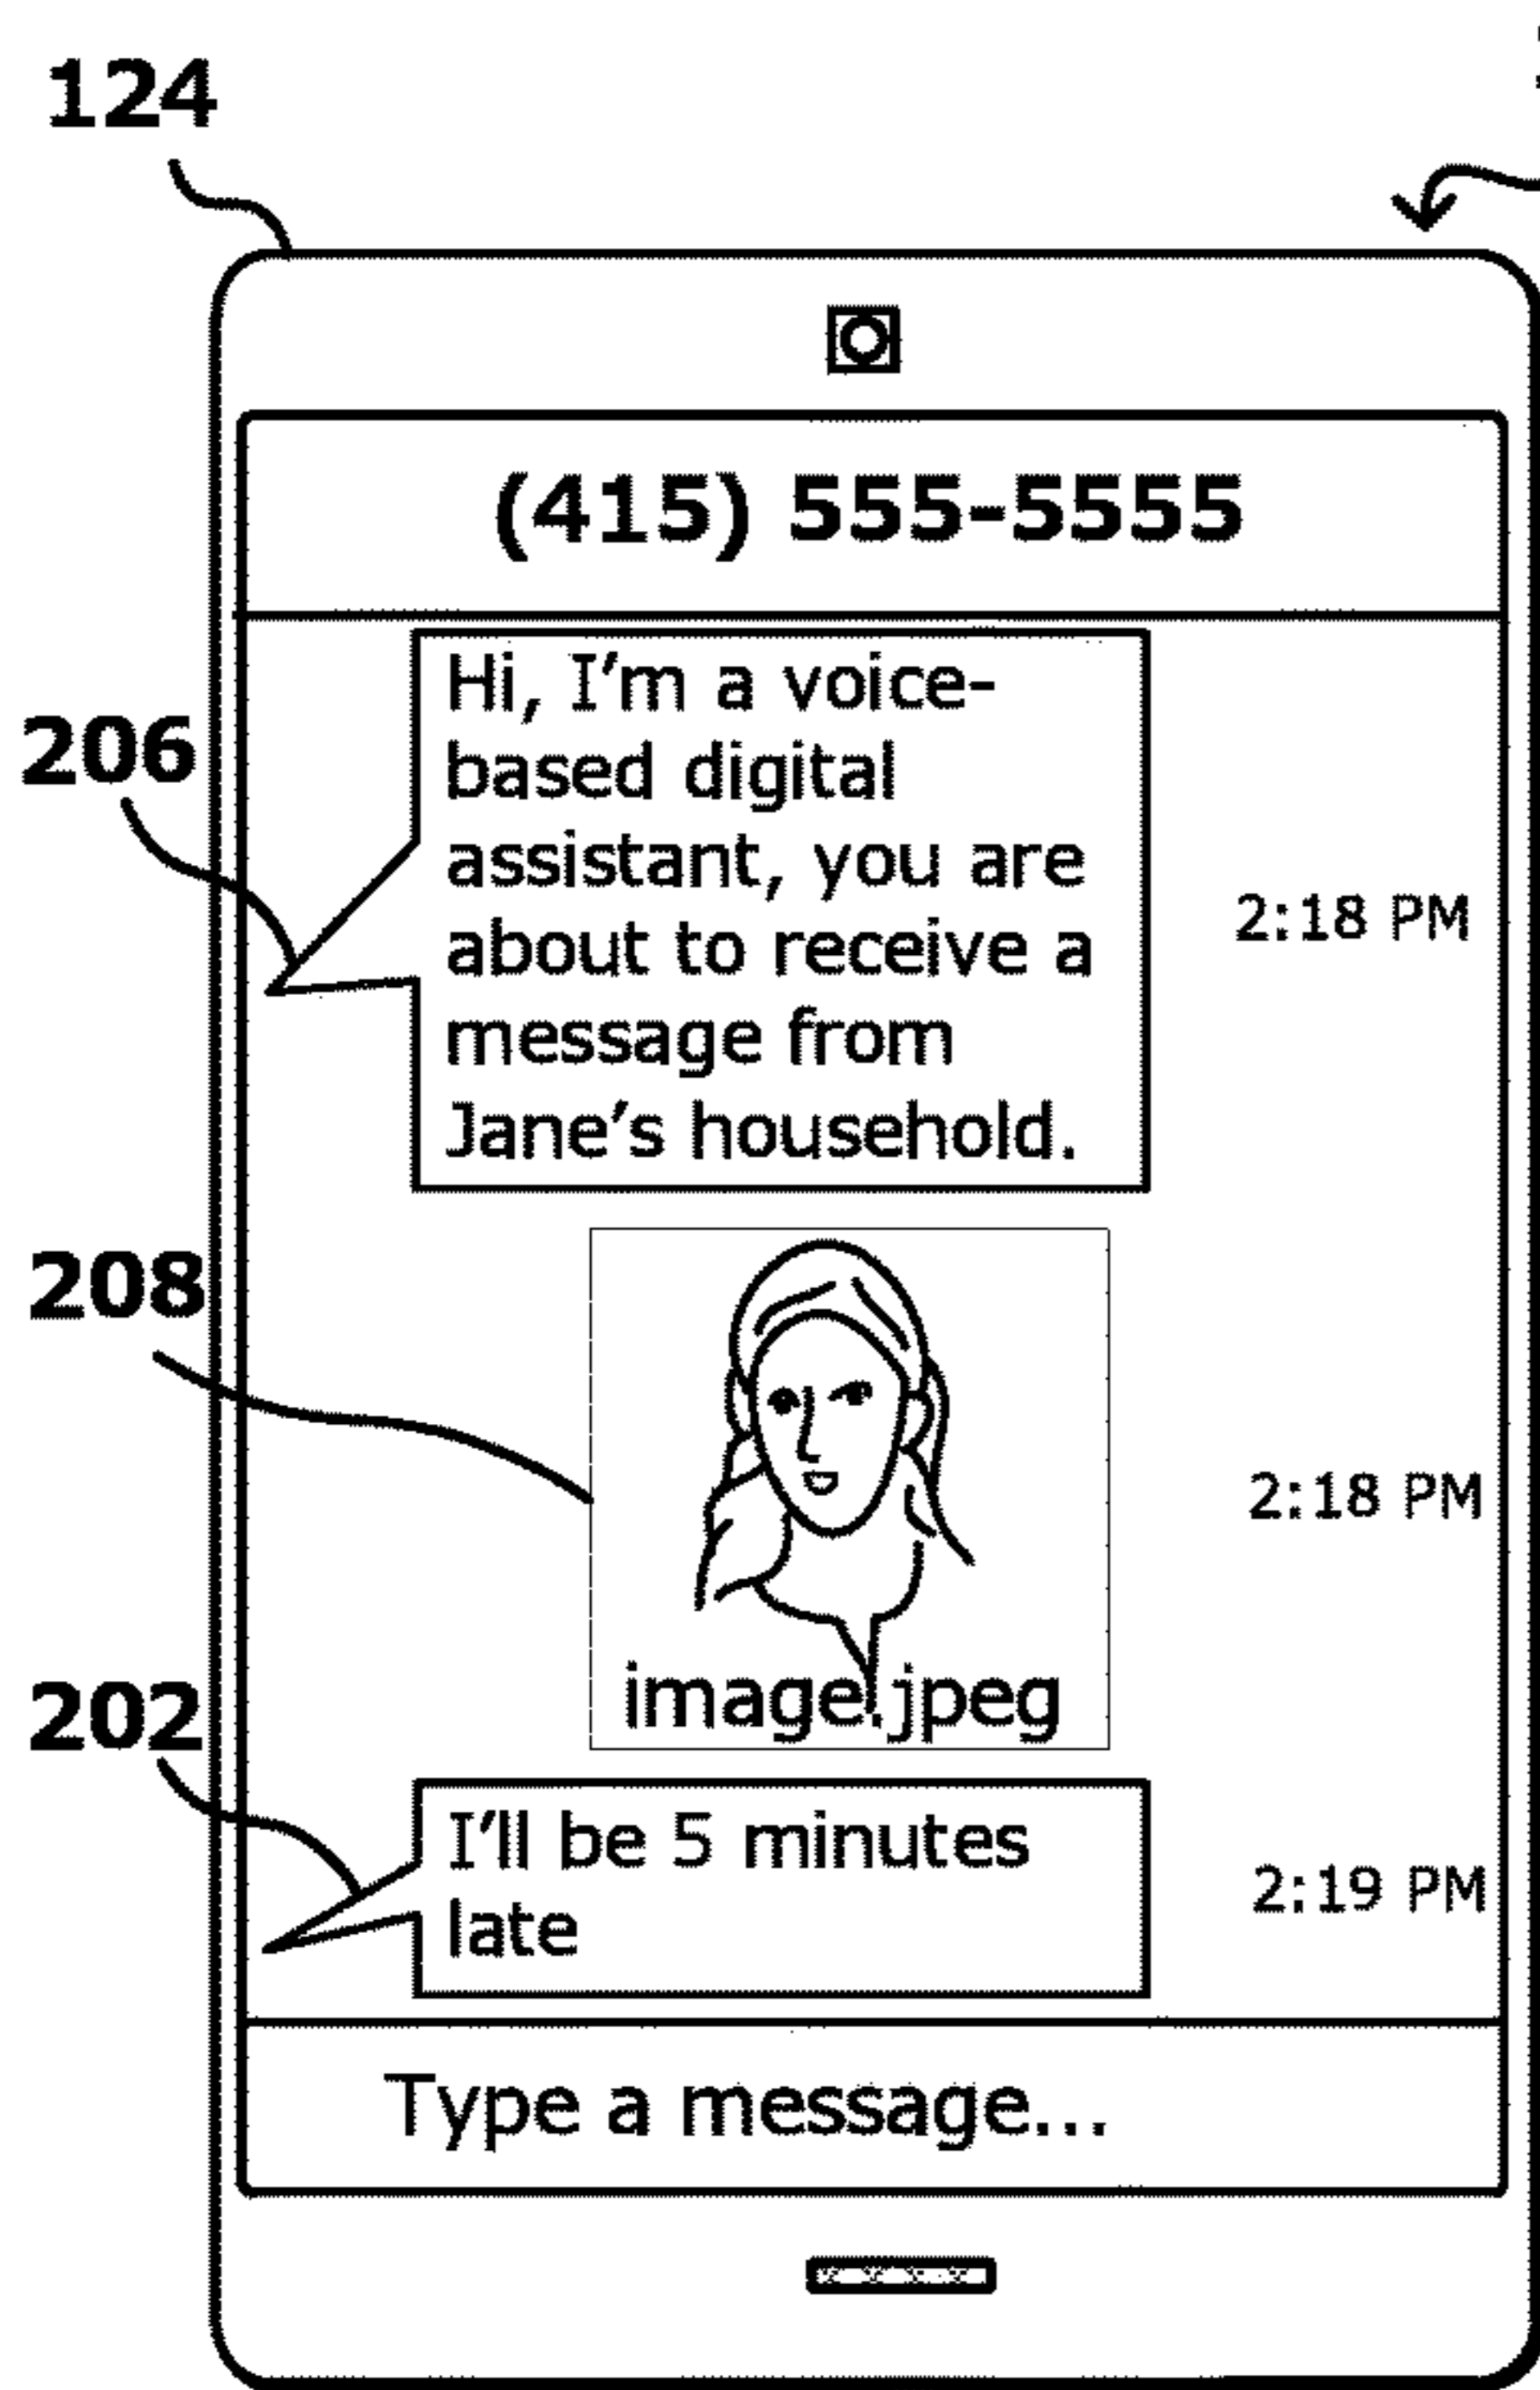 124
(415) 555-5555
Hi, I'm a voice-
based digital
assistant, you are
about to receive a
message from
Jane's household.
206
2:18 PM
208
2:18 PM
image.jpeg
202
I'll be 5 minutes
late
2:19 PM
Type a message...